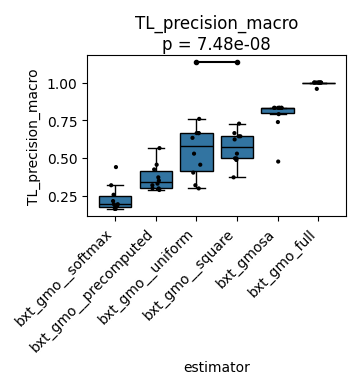 TL_precision_macro
p = 7.48e-08
TL_precision_macro
1.00
0.75
0.50
0.25
bxt_gmo__softmax
bxt_gmo__precomputed
bxt_gmo__uniform
bxt_gmo__square
bxt_gmosa
bxt_gmo_full
estimator